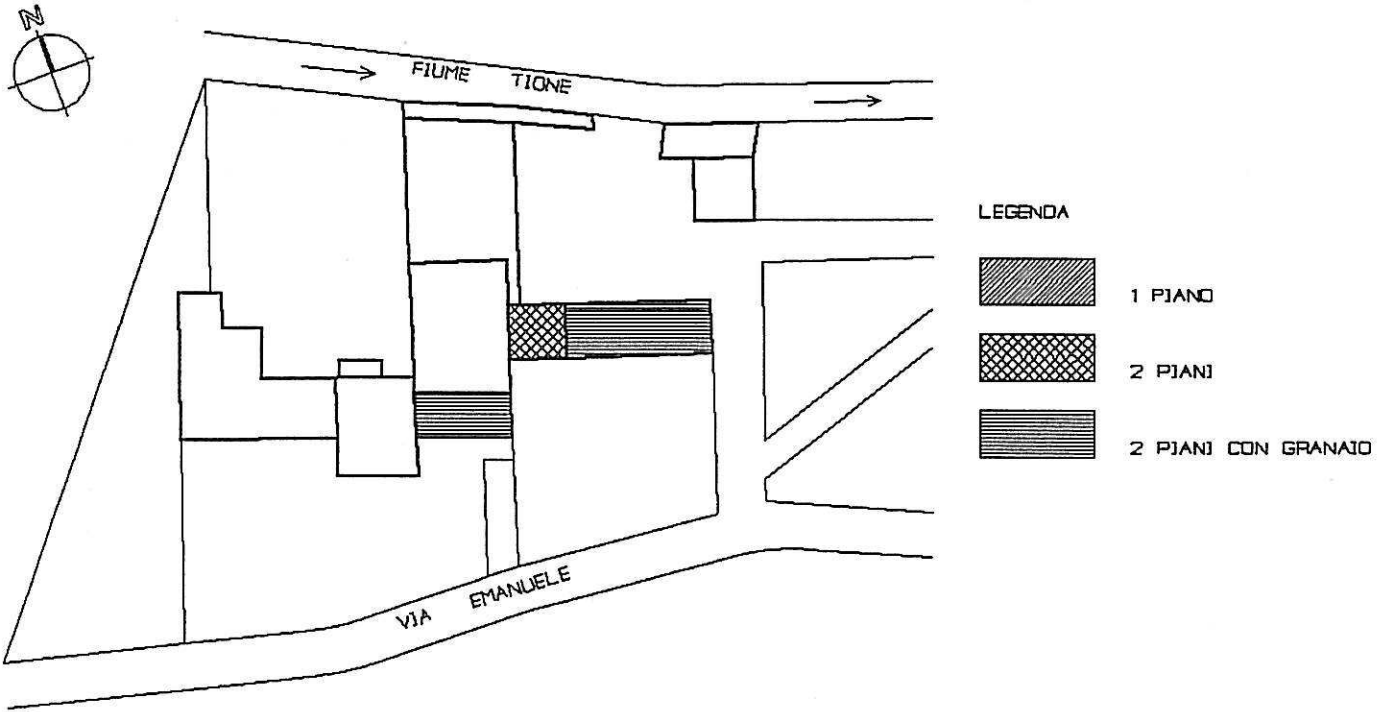 N
FIUME TIONE
LEGENDA
1 PIANO
2 PIANI
2 PIANI CON GRANAIO
VIA EMANUELE